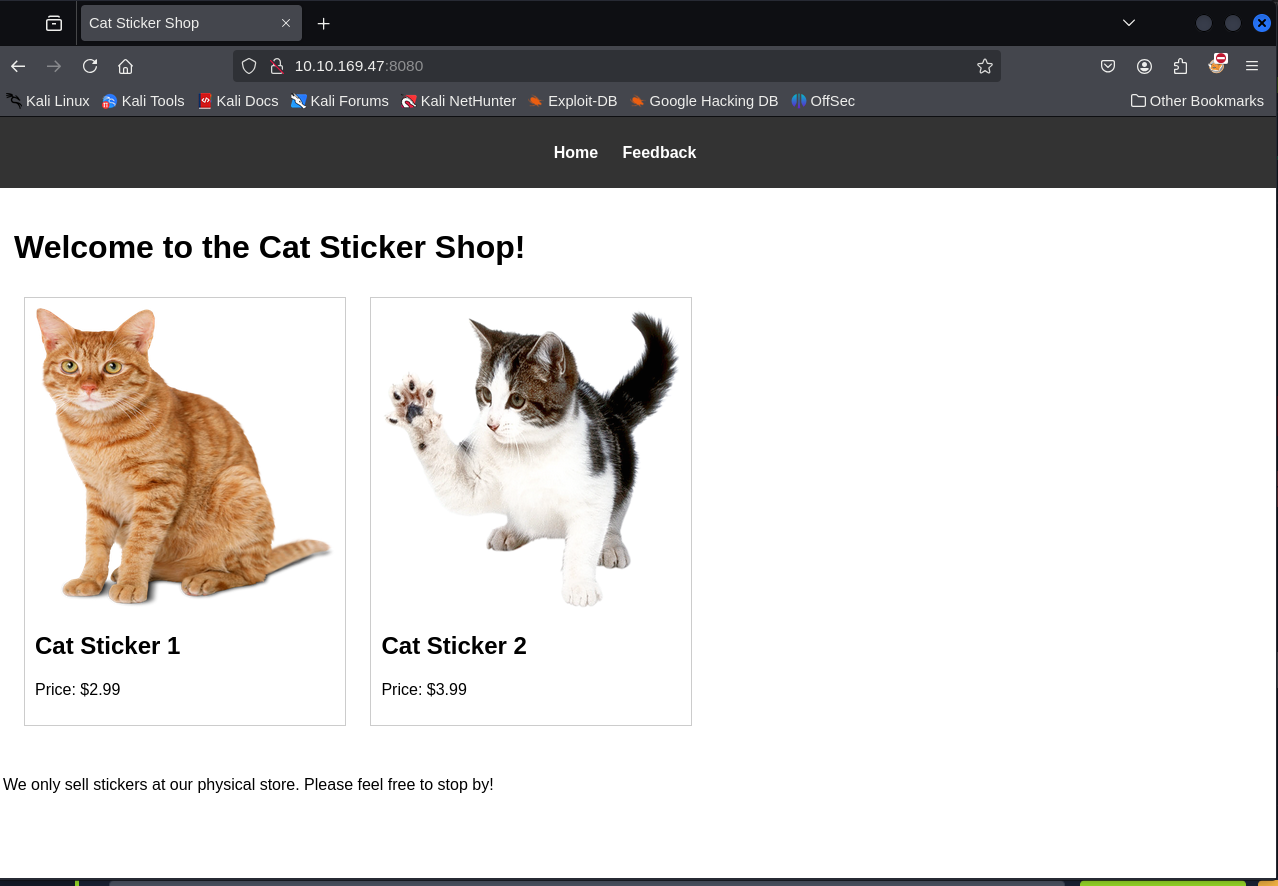 Cat Sticker Shop
10.10.169.47:8080
Kali Linux Kali Tools Kali Docs Kali Forums Kali NetHunter Exploit-DB Google Hacking DB OffSec Other Bookmarks
Home Feedback
Welcome to the Cat Sticker Shop!
Cat Sticker 1 Cat Sticker 2
Price: $2.99 Price: $3.99
We only sell stickers at our physical store. Please feel free to stop by!